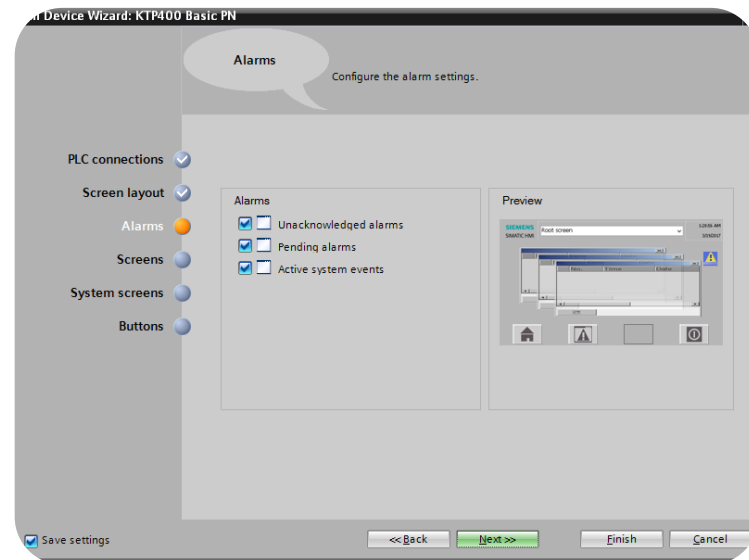 Device Wizard: KTP400 Basic PN
Alarms
Configure the alarm settings.
PLC connections
Screen layout
Alarms
Screens
System screens
Buttons
Alarms
Unacknowledged alarms
Pending alarms
Active system events
Preview
SIEMENS
SIMATIC HMI
Root screen
Save settings
<< Back
Next >>
Finish
Cancel